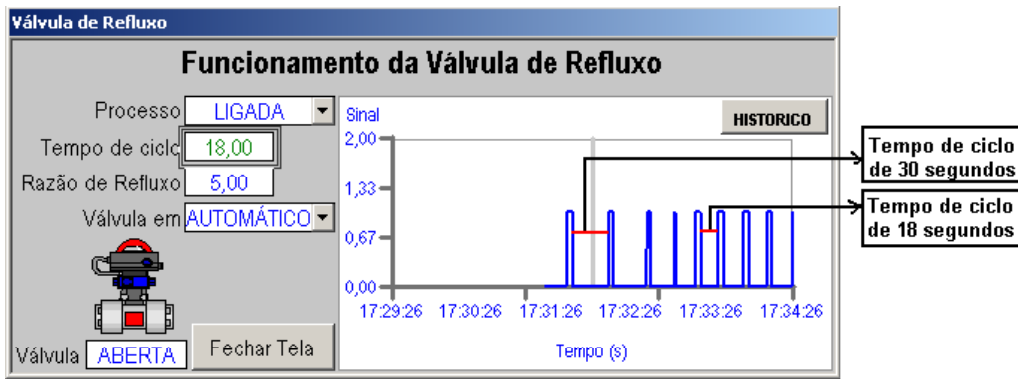 Válvula de Refluxo
Funcionamento da Válvula de Refluxo
Processo LIGADA
Tempo de ciclo 18,00
Razão de Refluxo 5,00
Válvula em AUTOMÁTICO
Válvula ABERTA
Fechar Tela
Sinal
HISTORICO
2,00
1,33
0,67
0,00
17:29:26 17:30:26 17:31:26 17:32:26 17:33:26 17:34:26
Tempo (s)
Tempo de ciclo
de 30 segundos
Tempo de ciclo
de 18 segundos